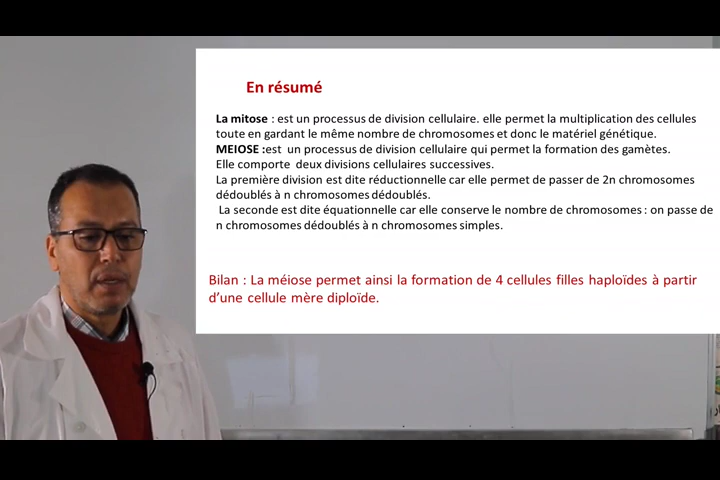 En résumé
La mitose : est un processus de division cellulaire. elle permet la multiplication des cellules
toute en gardant le même nombre de chromosomes et donc le matériel génétique.
MEIOSE :est un processus de division cellulaire qui permet la formation des gamètes.
Elle comporte deux divisions cellulaires successives.
La première division est dite réductionnelle car elle permet de passer de 2n chromosomes
dédoublés à n chromosomes dédoublés.
La seconde est dite équationnelle car elle conserve le nombre de chromosomes : on passe de
n chromosomes dédoublés à n chromosomes simples.
Bilan : La méiose permet ainsi la formation de 4 cellules filles haploïdes à partir
d'une cellule mère diploïde.